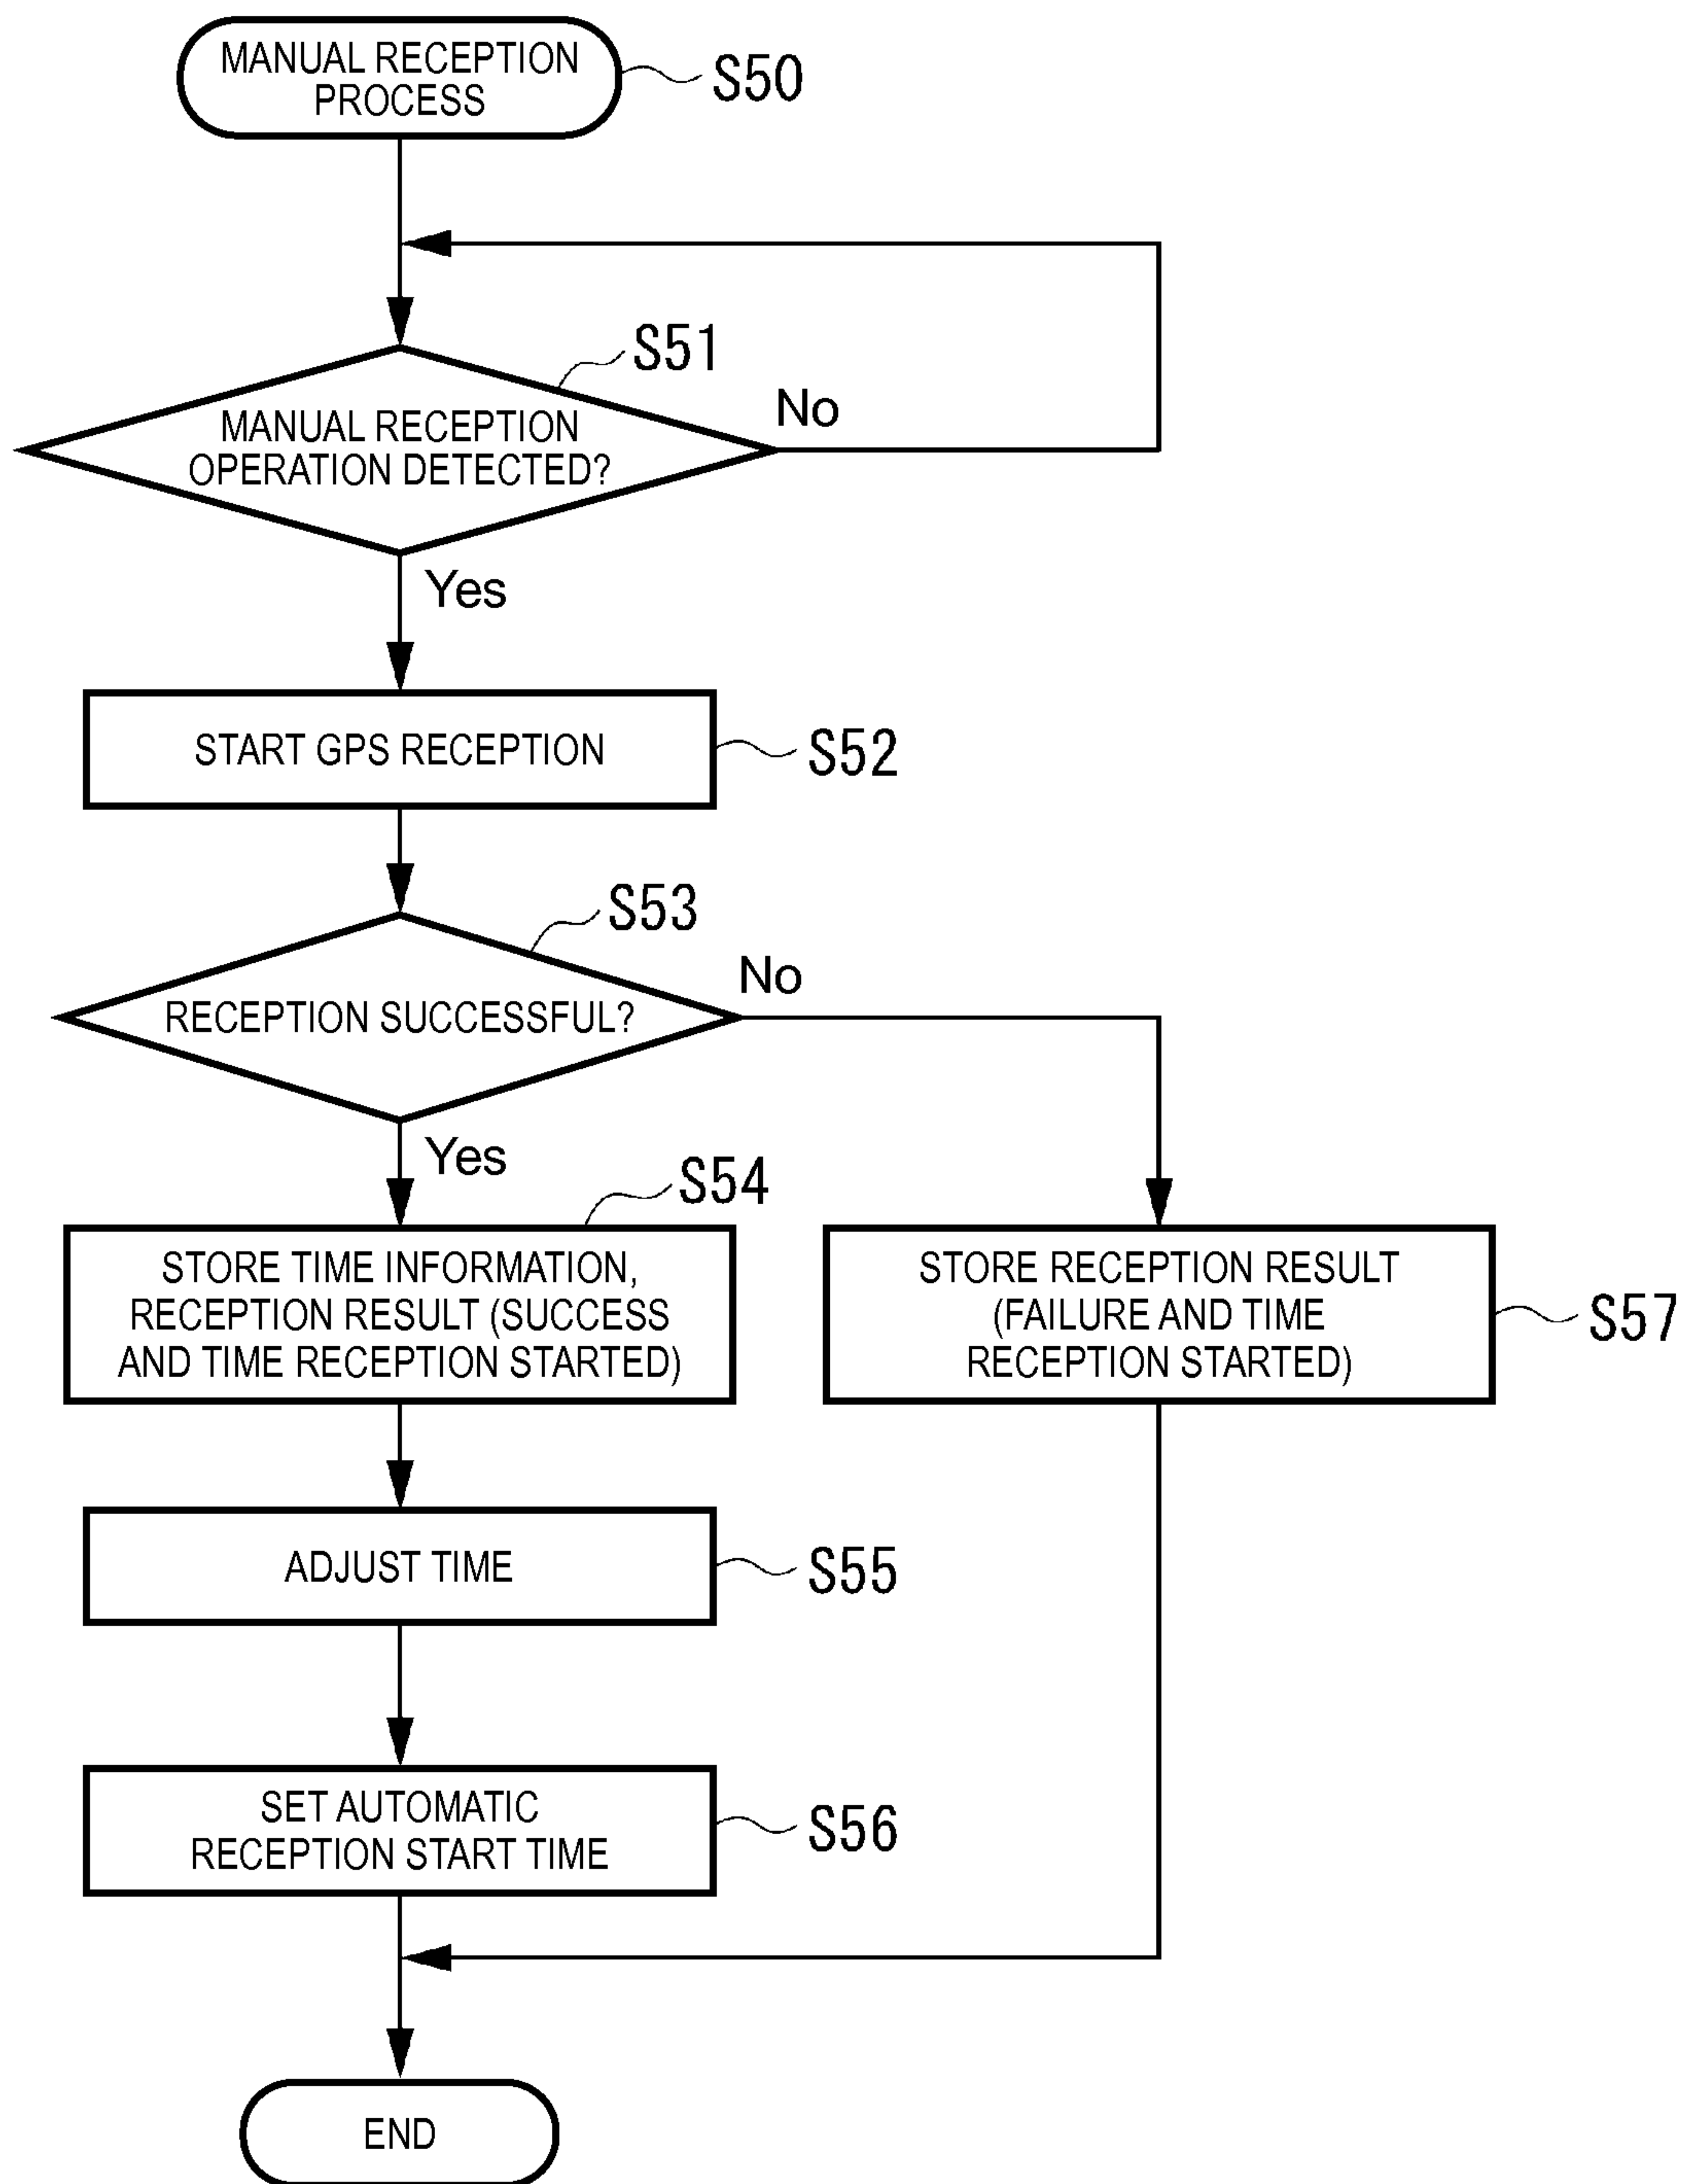 MANUAL RECEPTION
PROCESS
S50
S51
MANUAL RECEPTION
OPERATION DETECTED?
No
Yes
START GPS RECEPTION
S52
S53
RECEPTION SUCCESSFUL?
No
Yes
S54
STORE TIME INFORMATION,
RECEPTION RESULT (SUCCESS
AND TIME RECEPTION STARTED)
STORE RECEPTION RESULT
(FAILURE AND TIME
RECEPTION STARTED)
S57
ADJUST TIME
S55
SET AUTOMATIC
RECEPTION START TIME
S56
END